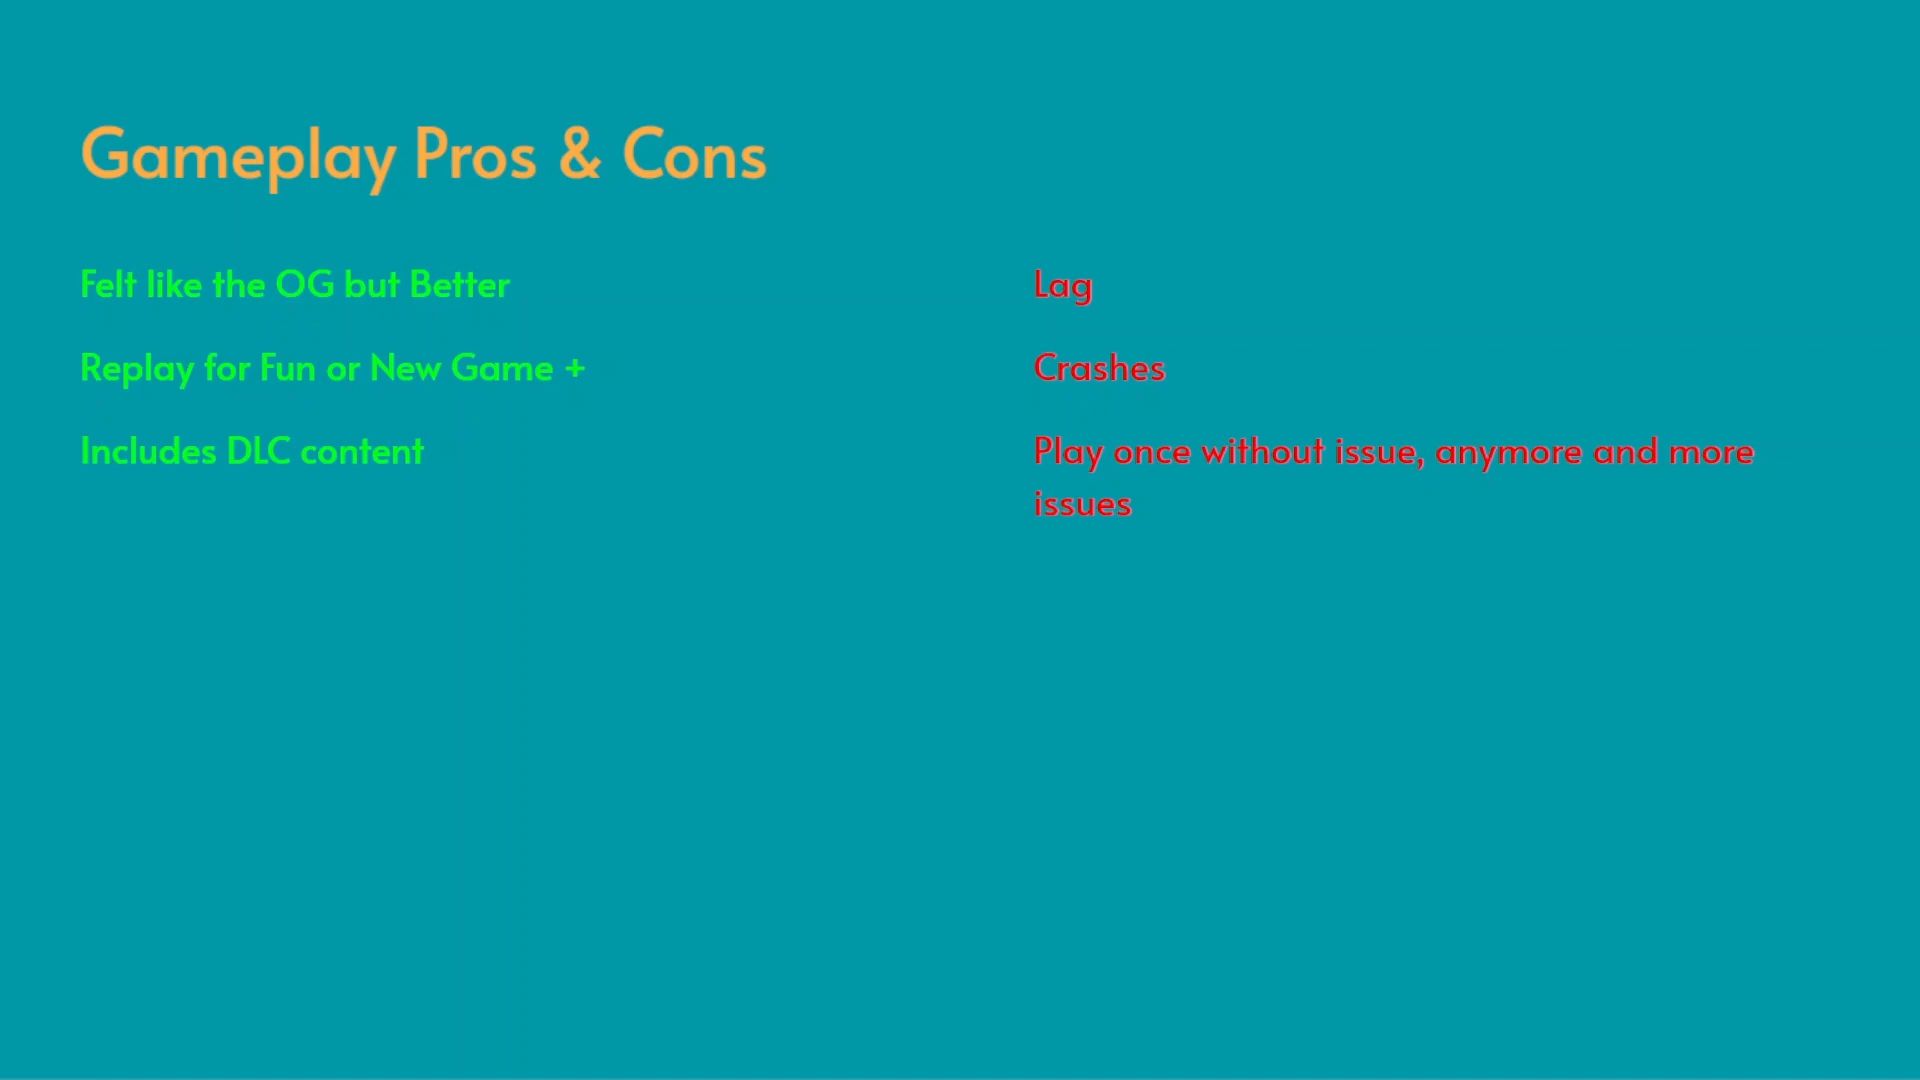 Gameplay Pros & Cons
Felt like the OG but Better
Replay for Fun or New Game +
Includes DLC content
Lag
Crashes
Play once without issue, anymore and more
issues